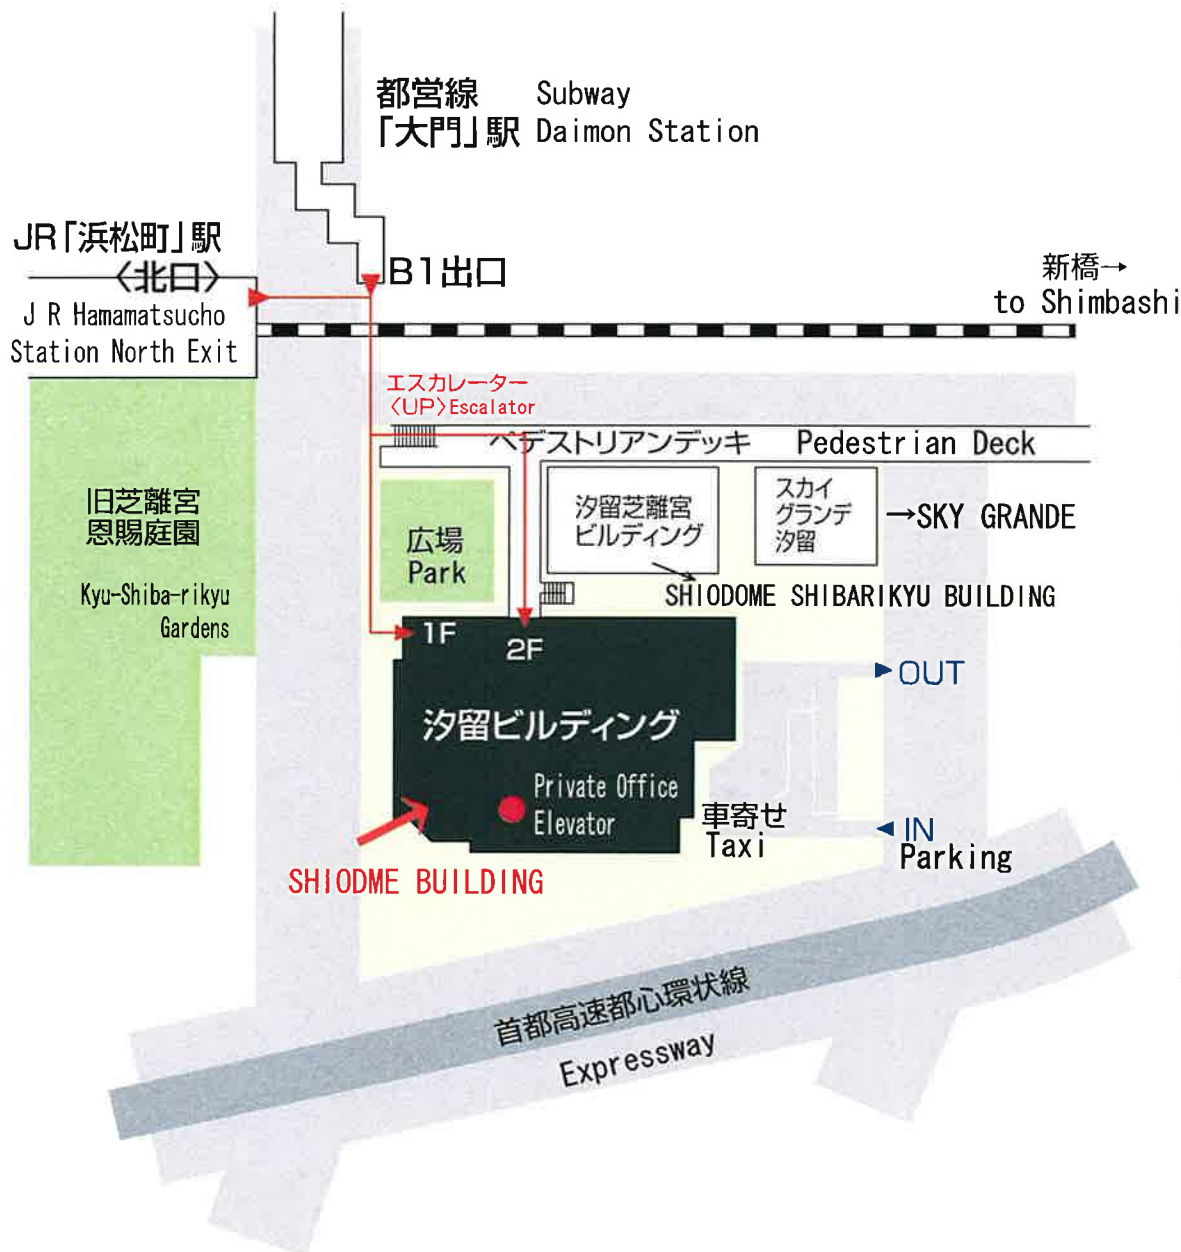 都営線 Subway
「大門」駅 Daimon Station
JR「浜松町」駅
〈北口〉
J R Hamamatsucho
Station North Exit
B1出口
新橋→
to Shimbashi
エスカレーター
〈UP〉Escalator
ペデストリアンデッキ Pedestrian Deck
旧芝離宮
恩賜庭園
Kyu-Shiba-rikyu
Gardens
広場
Park
汐留芝離宮
ビルディング
スカイ
グランデ
汐留
→SKY GRANDE
SHIODOME SHIBARIKYU BUILDING
1F
2F
OUT
汐留ビルディング
Private Office
Elevator
車寄せ
Taxi
IN
Parking
SHIODME BUILDING
首都高速都心環状線
Expressway